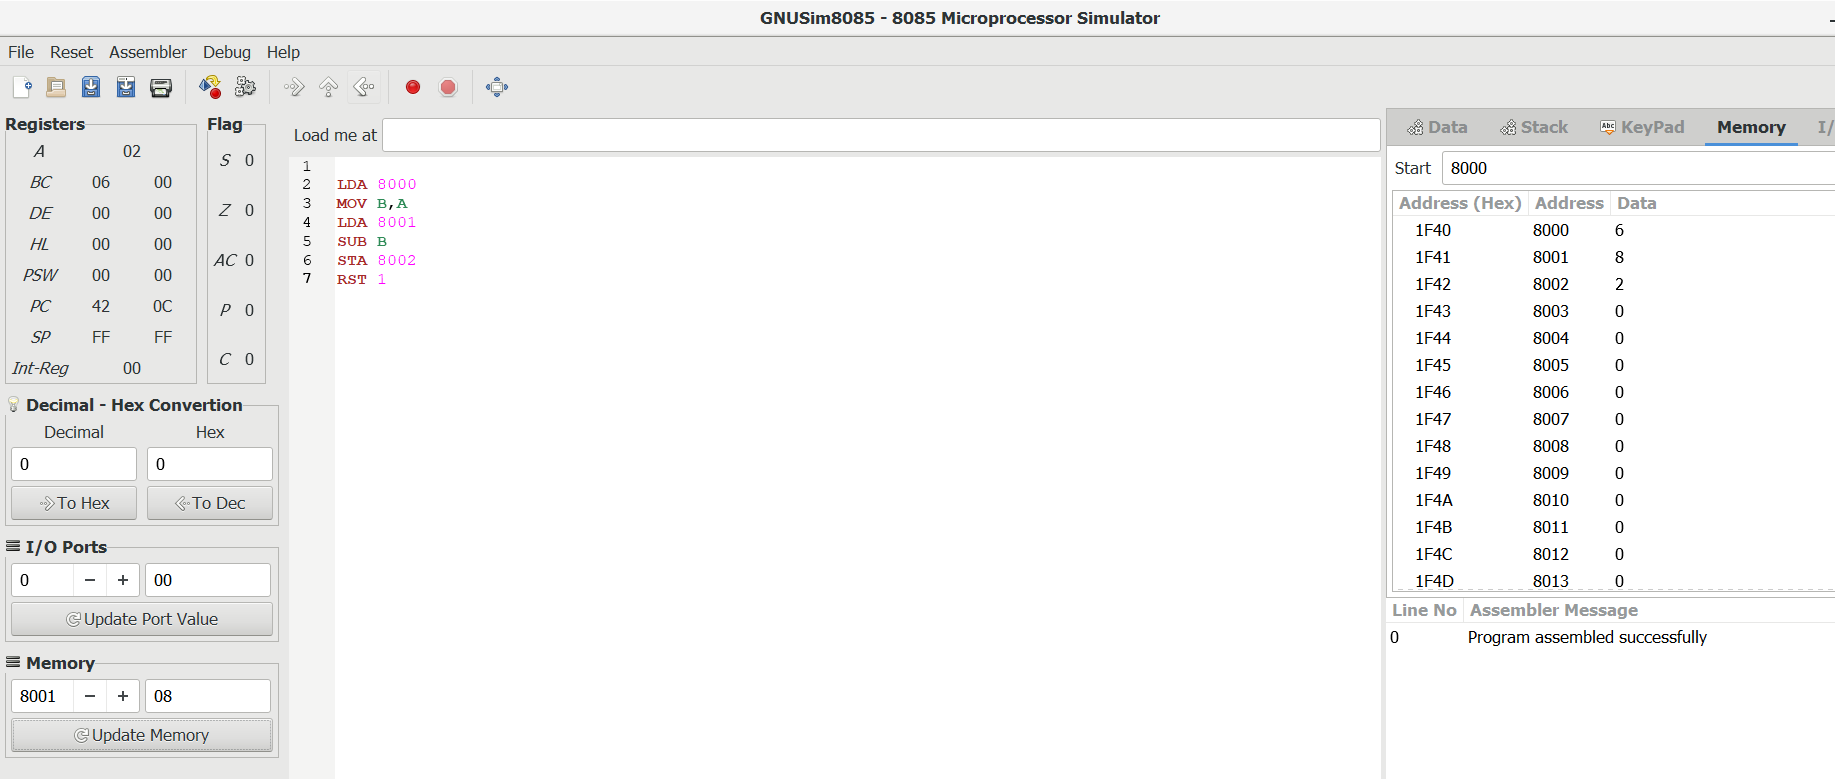 GNUSim8085 - 8085 Microprocessor Simulator
File Reset Assembler Debug Help
Registers
A 02
BC 06 00
DE 00 00
HL 00 00
PSW 00 00
PC 42 0C
SP FF FF
Int-Reg 00
Flag
S 0
Z 0
AC 0
P 0
C 0
Decimal - Hex Convertion
Decimal Hex
0 0
To Hex To Dec
I/O Ports
0 − + 00
Update Port Value
Memory
8001 − + 08
Update Memory
Load me at
1
2 LDA 8000
3 MOV B,A
4 LDA 8001
5 SUB B
6 STA 8002
7 RST 1
Data Stack Abc KeyPad Memory I/
Start 8000
Address (Hex) Address Data
1F40 8000 6
1F41 8001 8
1F42 8002 2
1F43 8003 0
1F44 8004 0
1F45 8005 0
1F46 8006 0
1F47 8007 0
1F48 8008 0
1F49 8009 0
1F4A 8010 0
1F4B 8011 0
1F4C 8012 0
1F4D 8013 0
Line No Assembler Message
0 Program assembled successfully